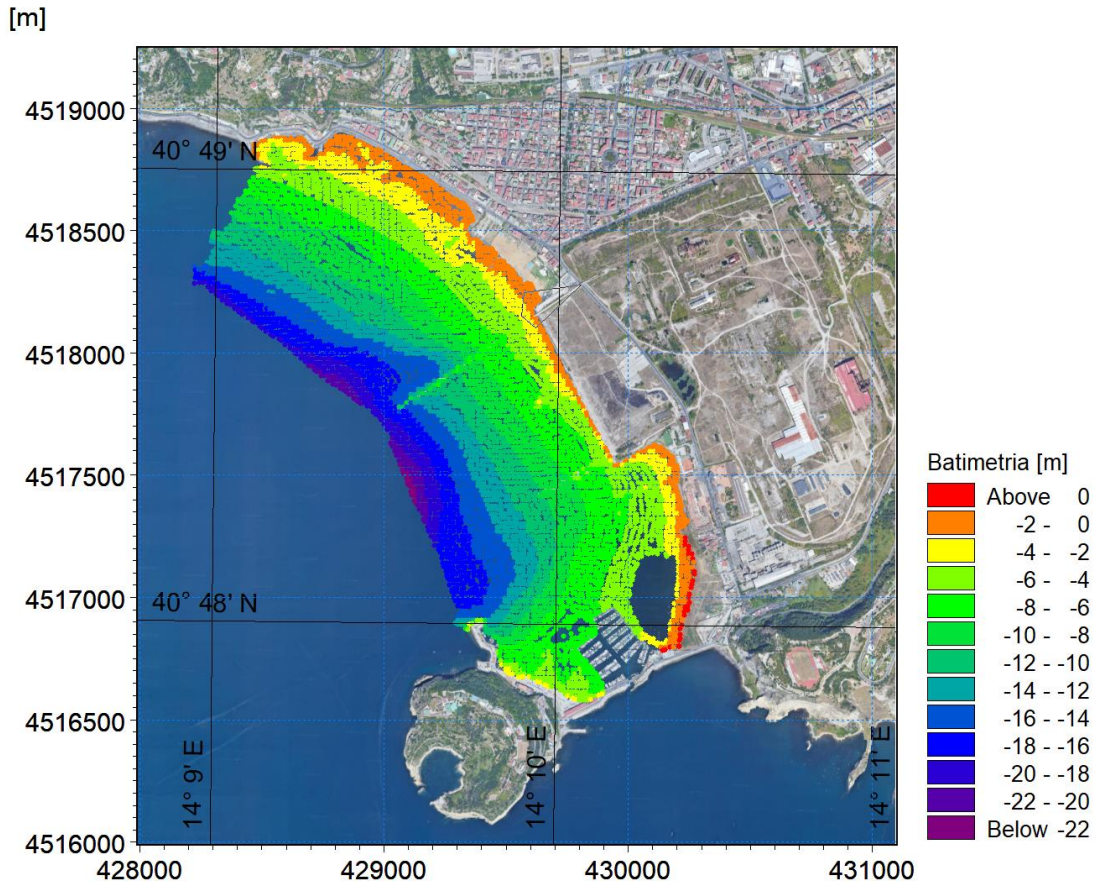 [m]
4519000
4518500
4518000
4517500
4517000
4516500
4516000
428000
429000
430000
431000
40° 49' N
40° 48' N
14° 9' E
14° 10' E
14° 11' E
Batimetria [m]
Above 0
-2 - 0
-4 - -2
-6 - -4
-8 - -6
-10 - -8
-12 - -10
-14 - -12
-16 - -14
-18 - -16
-20 - -18
-22 - -20
Below -22